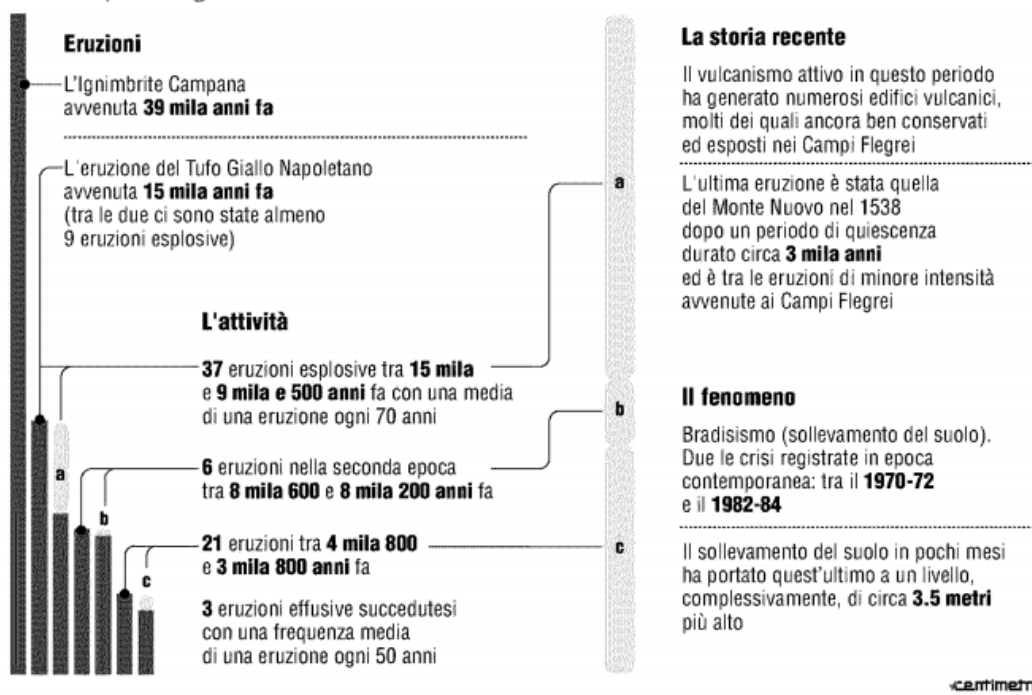 Eruzioni
L'Ignimbrite Campana
avvenuta 39 mila anni fa
L'eruzione del Tufo Giallo Napoletano
avvenuta 15 mila anni fa
(tra le due ci sono state almeno
9 eruzioni esplosive)
L'attività
37 eruzioni esplosive tra 15 mila
e 9 mila e 500 anni fa con una media
di una eruzione ogni 70 anni
6 eruzioni nella seconda epoca
tra 8 mila 600 e 8 mila 200 anni fa
21 eruzioni tra 4 mila 800
e 3 mila 800 anni fa
3 eruzioni effusive succedutesi
con una frequenza media
di una eruzione ogni 50 anni
a
b
c
a
b
c
La storia recente
Il vulcanismo attivo in questo periodo
ha generato numerosi edifici vulcanici,
molti dei quali ancora ben conservati
ed esposti nei Campi Flegrei
L'ultima eruzione è stata quella
del Monte Nuovo nel 1538
dopo un periodo di quiescenza
durato circa 3 mila anni
ed è tra le eruzioni di minore intensità
avvenute ai Campi Flegrei
Il fenomeno
Bradisismo (sollevamento del suolo).
Due le crisi registrate in epoca
contemporanea: tra il 1970-72
e il 1982-84
Il sollevamento del suolo in pochi mesi
ha portato quest'ultimo a un livello,
complessivamente, di circa 3.5 metri
più alto